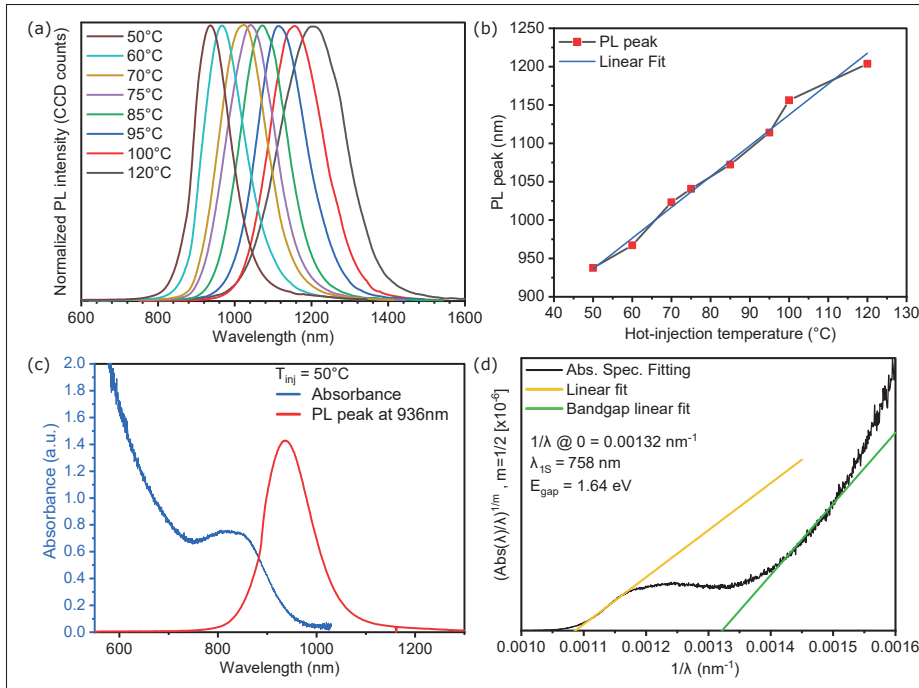 (a)
50°C
60°C
70°C
75°C
85°C
95°C
100°C
120°C
Normalized PL intensity (CCD counts)
600 800 1000 1200 1400 1600
Wavelength (nm)
(b)
PL peak
Linear Fit
PL peak (nm)
1250
1200
1150
1100
1050
1000
950
900
40 50 60 70 80 90 100 110 120 130
Hot-injection temperature (°C)
(c)
T_inj = 50°C
Absorbance
PL peak at 936nm
Absorbance (a.u.)
2.0
1.8
1.6
1.4
1.2
1.0
0.8
0.6
0.4
0.2
0.0
600 800 1000 1200
Wavelength (nm)
(d)
Abs. Spec. Fitting
Linear fit
Bandgap linear fit
1/λ @ 0 = 0.00132 nm⁻¹
λ₁S = 758 nm
E_gap = 1.64 eV
(Abs(λ)/λ)^1/m , m=1/2 [x10⁻⁶]
0.0010 0.0011 0.0012 0.0013 0.0014 0.0015 0.0016
1/λ (nm⁻¹)